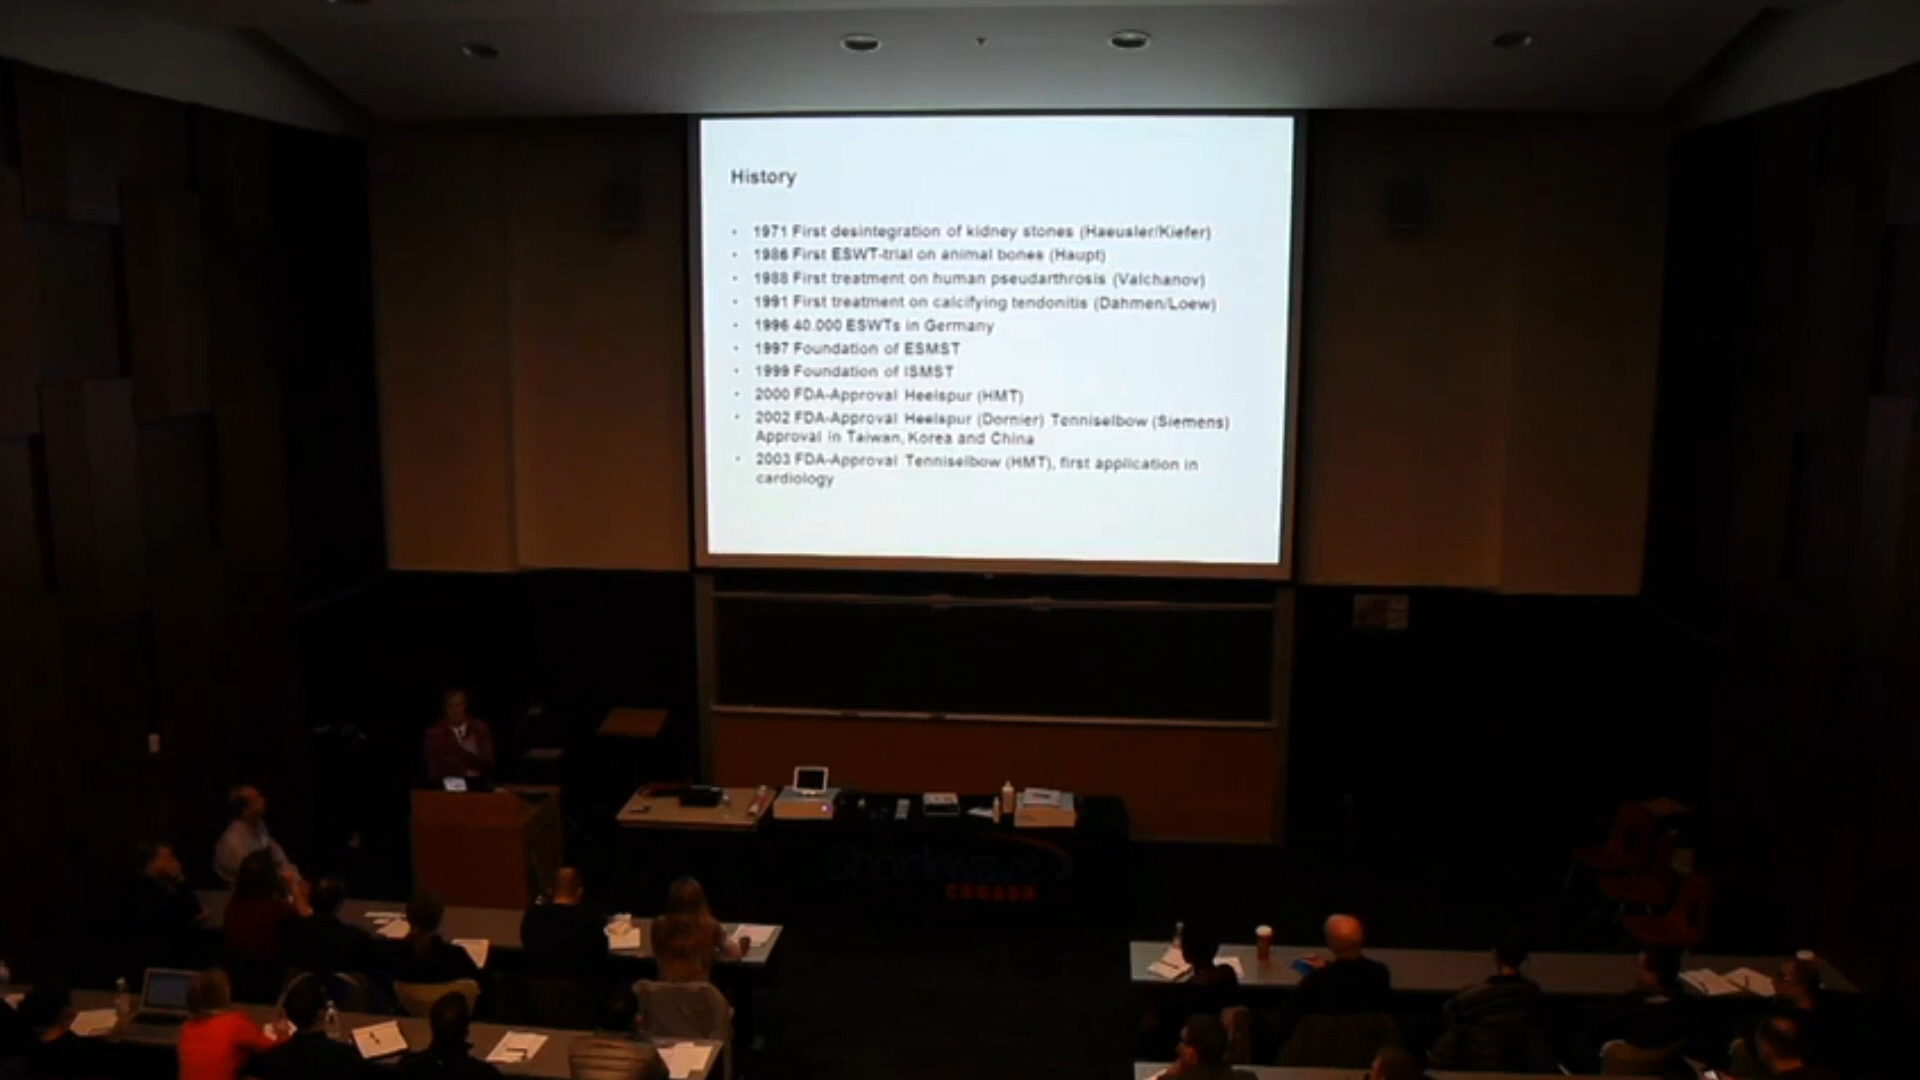 History
· 1971 First desintegration of kidney stones (Haeusler/Kiefer)
· 1986 First ESWT-trial on animal bones (Haupt)
· 1988 First treatment on human pseudarthrosis (Valchanov)
· 1991 First treatment on calcifying tendonitis (Dahmen/Loew)
· 1996 40.000 ESWTs in Germany
· 1997 Foundation of ESMST
· 1999 Foundation of ISMST
· 2000 FDA-Approval Heelspur (HMT)
· 2002 FDA-Approval Heelspur (Dornier) Tenniselbow (Siemens)
Approval in Taiwan, Korea and China
· 2003 FDA-Approval Tenniselbow (HMT), first application in
cardiology
Shockwave
CANADA